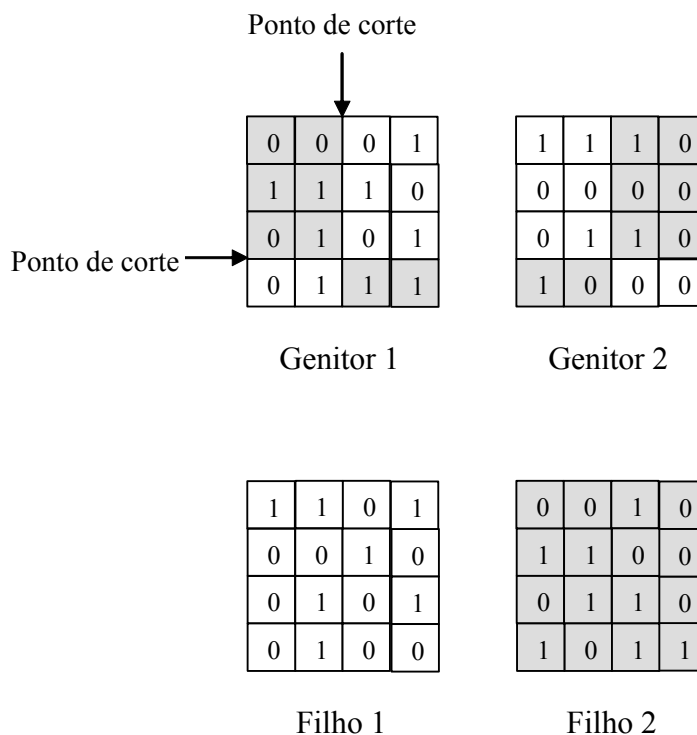 Ponto de corte
0 0 0 1 1 1 1 0
1 1 1 0 0 0 0 0
0 1 0 1 0 1 1 0
Ponto de corte
0 1 1 1 1 0 0 0
Genitor 1 Genitor 2
1 1 0 1 0 0 1 0
0 0 1 0 1 1 0 0
0 1 0 1 0 1 1 0
0 1 0 0 1 0 1 1
Filho 1 Filho 2